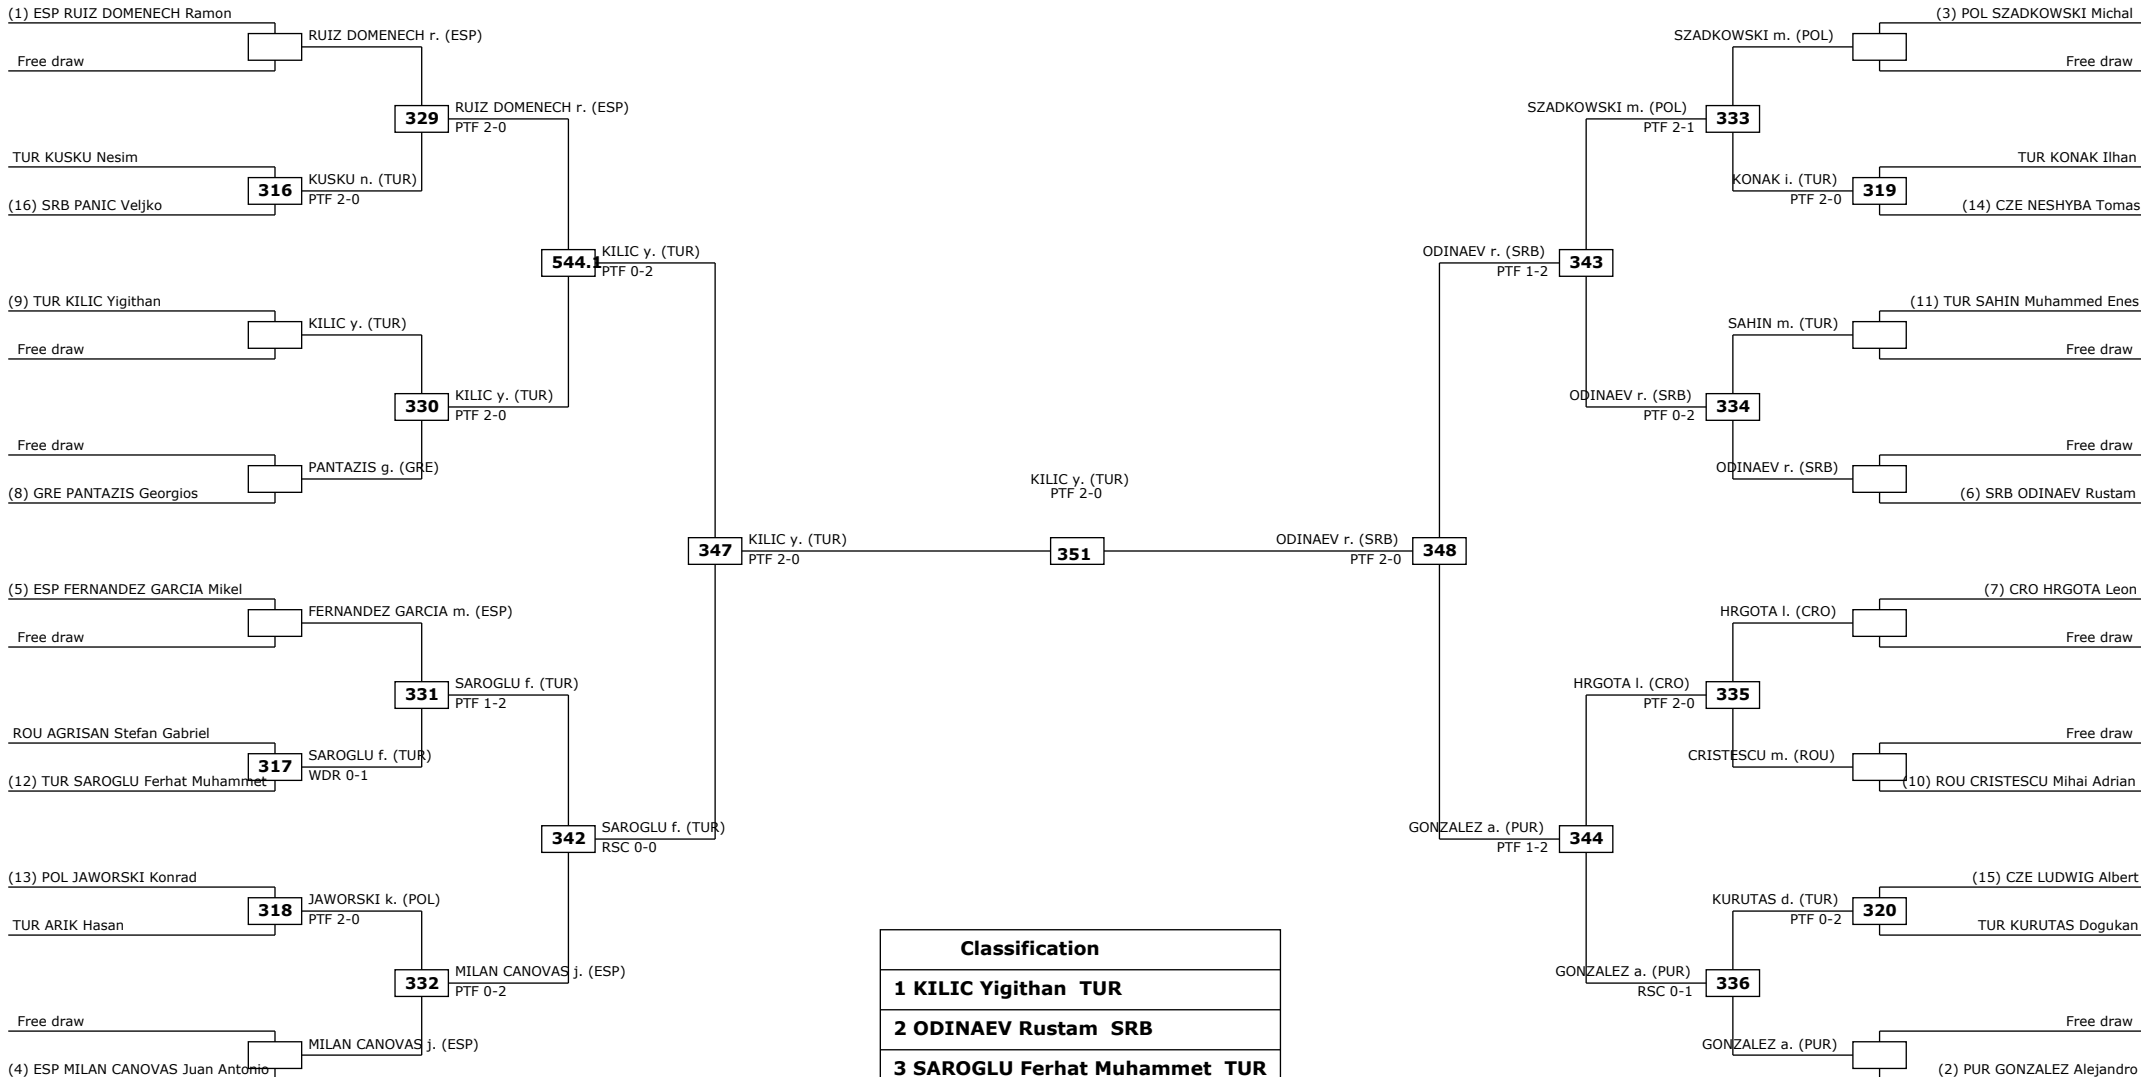 (1) ESP RUIZ DOMENECH Ramon
RUIZ DOMENECH r. (ESP)
Free draw
329
RUIZ DOMENECH r. (ESP)
PTF 2-0
TUR KUSKU Nesim
316
KUSKU n. (TUR)
PTF 2-0
(16) SRB PANIC Veljko
544.1
KILIC y. (TUR)
PTF 0-2
(9) TUR KILIC Yigithan
KILIC y. (TUR)
Free draw
330
KILIC y. (TUR)
PTF 2-0
Free draw
PANTAZIS g. (GRE)
(8) GRE PANTAZIS Georgios
347
KILIC y. (TUR)
PTF 2-0
(5) ESP FERNANDEZ GARCIA Mikel
FERNANDEZ GARCIA m. (ESP)
Free draw
331
SAROGLU f. (TUR)
PTF 1-2
ROU AGRISAN Stefan Gabriel
317
SAROGLU f. (TUR)
WDR 0-1
(12) TUR SAROGLU Ferhat Muhammet
342
SAROGLU f. (TUR)
RSC 0-0
(13) POL JAWORSKI Konrad
318
JAWORSKI k. (POL)
PTF 2-0
TUR ARIK Hasan
332
MILAN CANOVAS j. (ESP)
PTF 0-2
Free draw
MILAN CANOVAS j. (ESP)
(4) ESP MILAN CANOVAS Juan Antonio
KILIC y. (TUR)
PTF 2-0
351
(3) POL SZADKOWSKI Michal
SZADKOWSKI m. (POL)
Free draw
SZADKOWSKI m. (POL)
PTF 2-1
333
TUR KONAK Ilhan
KONAK i. (TUR)
PTF 2-0
319
(14) CZE NESHYBA Tomas
ODINAEV r. (SRB)
PTF 1-2
343
(11) TUR SAHIN Muhammed Enes
SAHIN m. (TUR)
Free draw
ODINAEV r. (SRB)
PTF 0-2
334
Free draw
ODINAEV r. (SRB)
(6) SRB ODINAEV Rustam
ODINAEV r. (SRB)
PTF 2-0
348
(7) CRO HRGOTA Leon
HRGOTA l. (CRO)
Free draw
HRGOTA l. (CRO)
PTF 2-0
335
Free draw
CRISTESCU m. (ROU)
(10) ROU CRISTESCU Mihai Adrian
GONZALEZ a. (PUR)
PTF 1-2
344
(15) CZE LUDWIG Albert
KURUTAS d. (TUR)
PTF 0-2
320
TUR KURUTAS Dogukan
GONZALEZ a. (PUR)
RSC 0-1
336
Free draw
GONZALEZ a. (PUR)
(2) PUR GONZALEZ Alejandro
Classification
1 KILIC Yigithan TUR
2 ODINAEV Rustam SRB
3 SAROGLU Ferhat Muhammet TUR